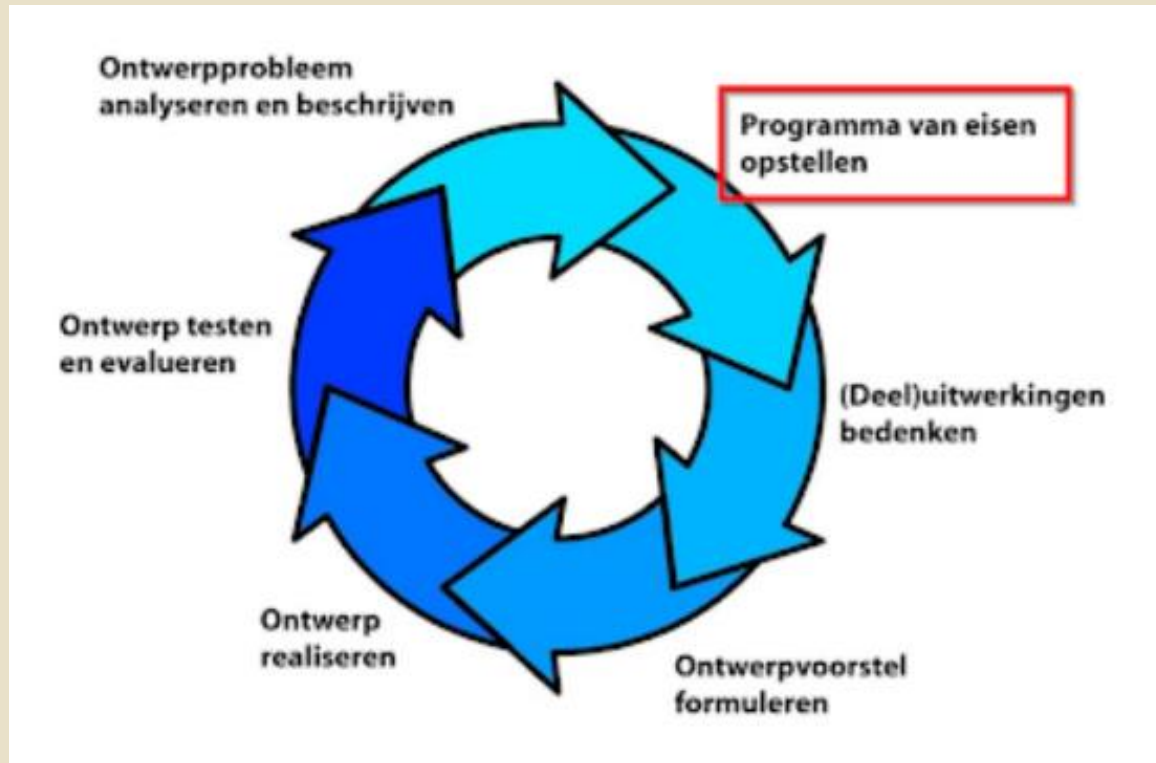 Ontwerpprobleem
analyseren en beschrijven
Programma van eisen
opstellen
(Deel)uitwerkingen
bedenken
Ontwerpvoorstel
formuleren
Ontwerp
realiseren
Ontwerp testen
en evalueren